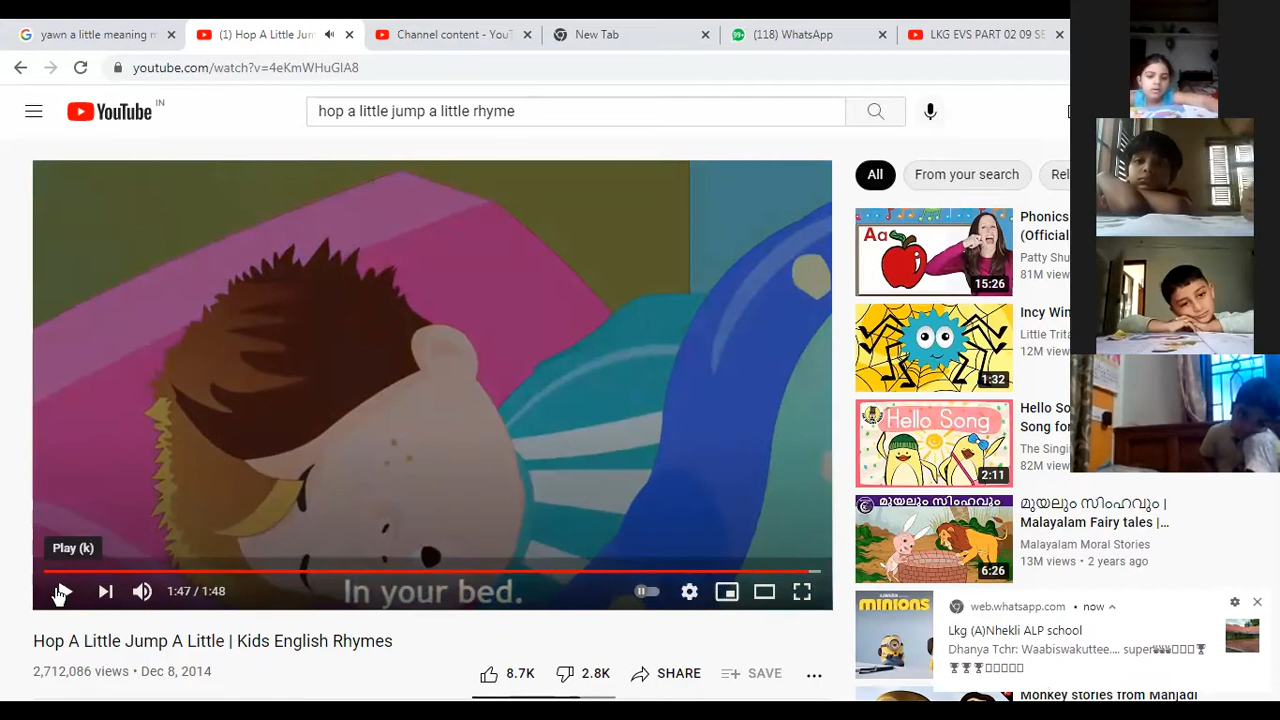 yawn a little meaning m
(1) Hop A Little Jum
Channel content - YouT
New Tab
99+
(118) WhatsApp
LKG EVS PART 02 09 SE
youtube.com/watch?v=4eKmWHuGIA8
YouTube IN
hop a little jump a little rhyme
All
From your search
Rel
Aa
15:26
Phonics
(Official
Patty Shu
81M view
1:32
Incy Win
Little Trita
12M view
Hello Song
2:11
Hello So
Song for
The Singi
82M view
മുയലും സിംഹവും
6:26
മുയലും സിംഹവും |
Malayalam Fairy tales |...
Malayalam Moral Stories
13M views • 2 years ago
Play (k)
1:47 / 1:48
In your bed.
Hop A Little Jump A Little | Kids English Rhymes
2,712,086 views • Dec 8, 2014
8.7K
2.8K
SHARE
SAVE
MINIONS
web.whatsapp.com • now
Lkg (A)Nhekli ALP school
Dhanya Tchr: Waabiswakuttee.... super
Monkey stories from Manjadi